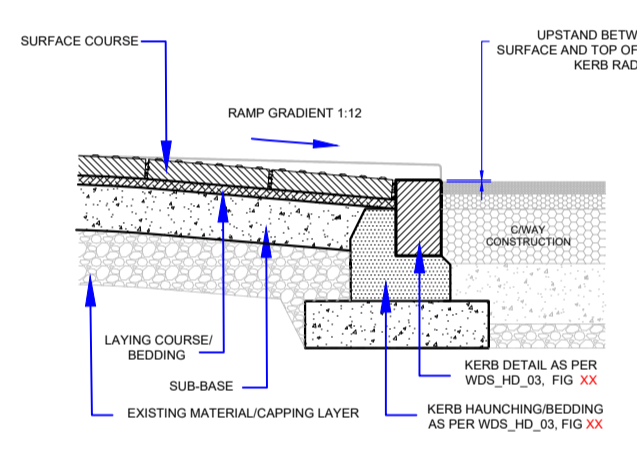 SURFACE COURSE
UPSTAND BETW
SURFACE AND TOP OF
KERB RAD
RAMP GRADIENT 1:12
C/WAY
CONSTRUCTION
LAYING COURSE/
BEDDING
SUB-BASE
EXISTING MATERIAL/CAPPING LAYER
KERB DETAIL AS PER
WDS_HD_03, FIG XX
KERB HAUNCHING/BEDDING
AS PER WDS_HD_03, FIG XX